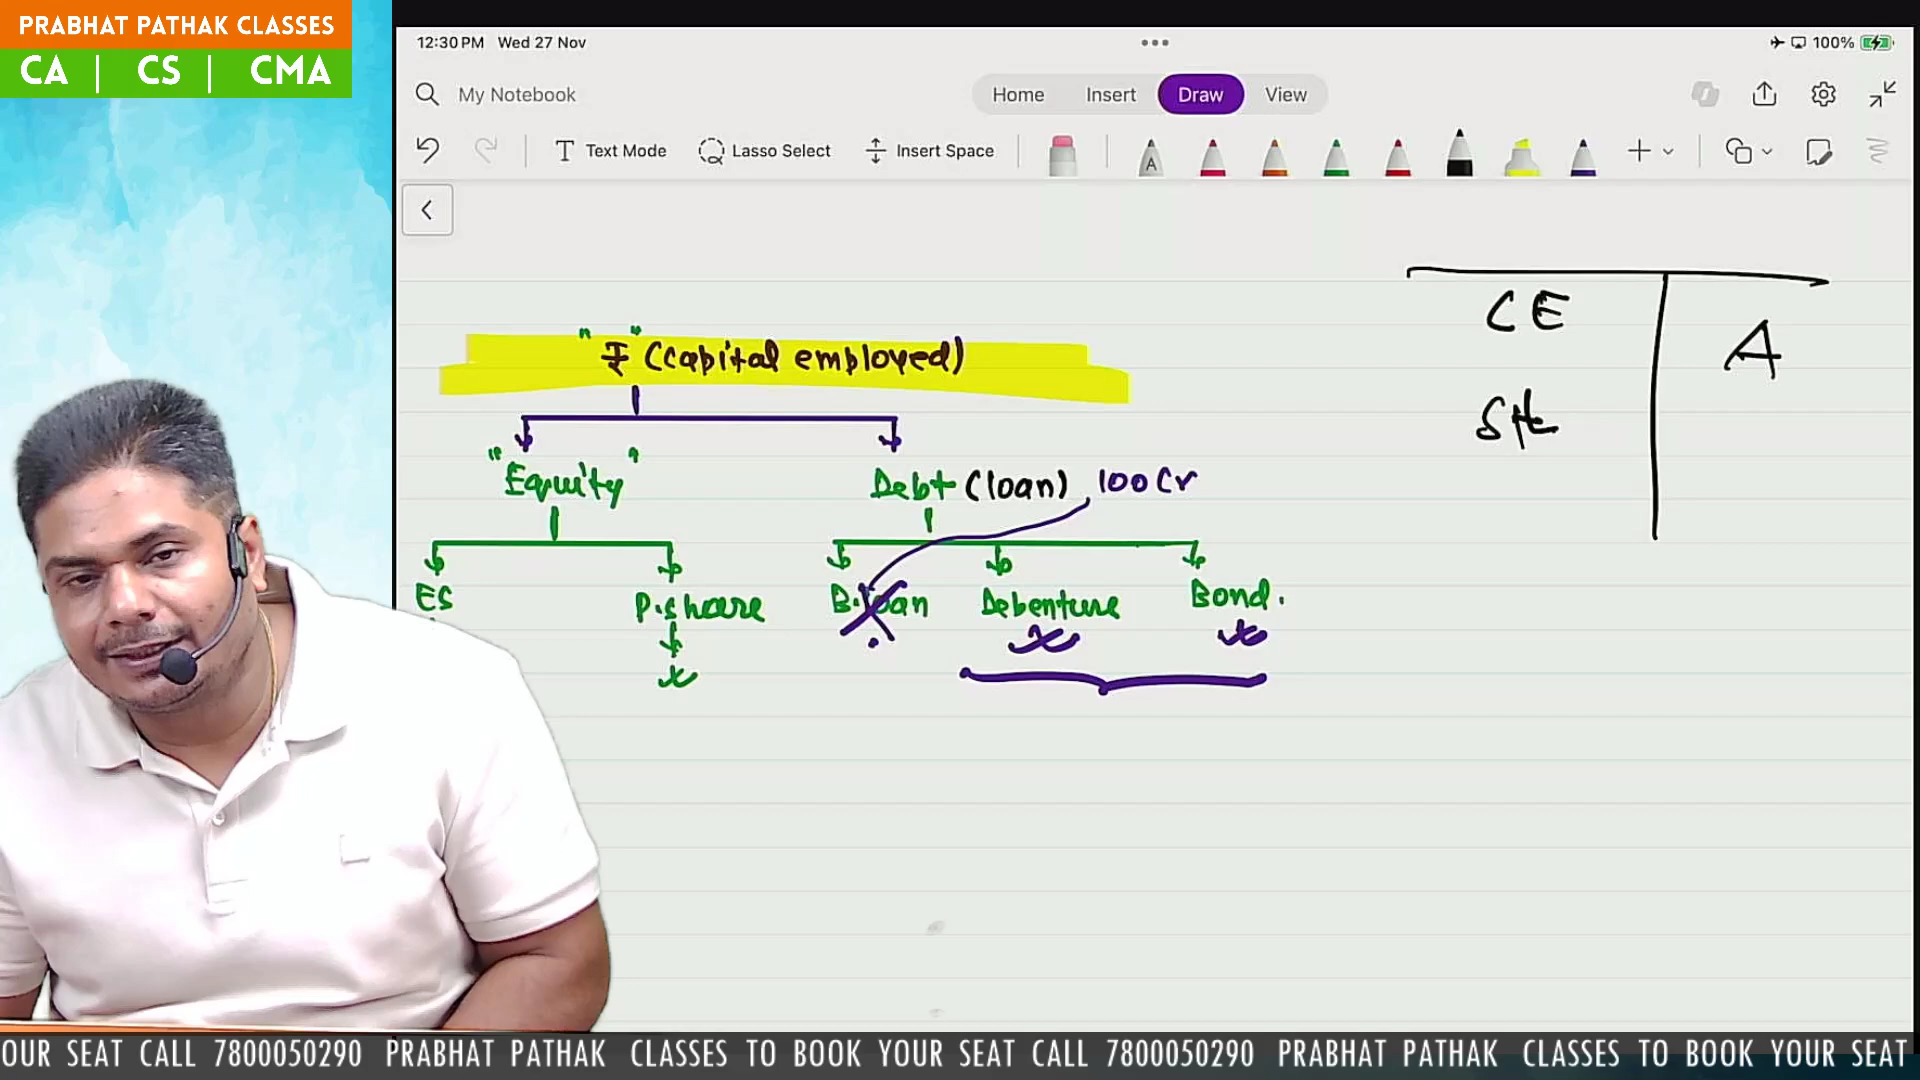 PRABHAT PATHAK CLASSES
CA | CS | CMA
12:30 PM Wed 27 Nov
100%
My Notebook
Home Insert Draw View
Text Mode Lasso Select Insert Space
A
"₹" (capital employed)
CE
A
"Equity"
Debt (loan) 100 Cr
ES P.share B.loan Debenture Bond.
OUR SEAT CALL 7800050290 PRABHAT PATHAK CLASSES TO BOOK YOUR SEAT CALL 7800050290 PRABHAT PATHAK CLASSES TO BOOK YOUR SEAT